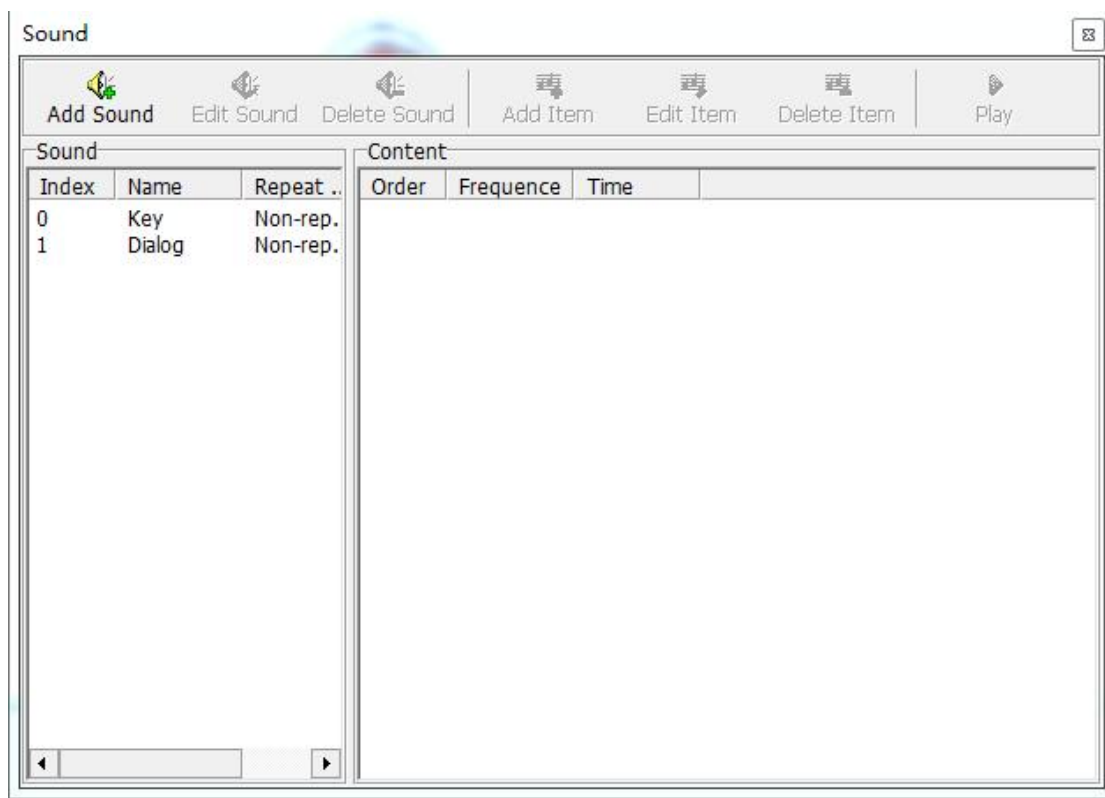 Sound
Add Sound Edit Sound Delete Sound Add Item Edit Item Delete Item Play
Sound Content
Index Name Repeat .. Order Frequence Time
0 Key Non-rep.
1 Dialog Non-rep.